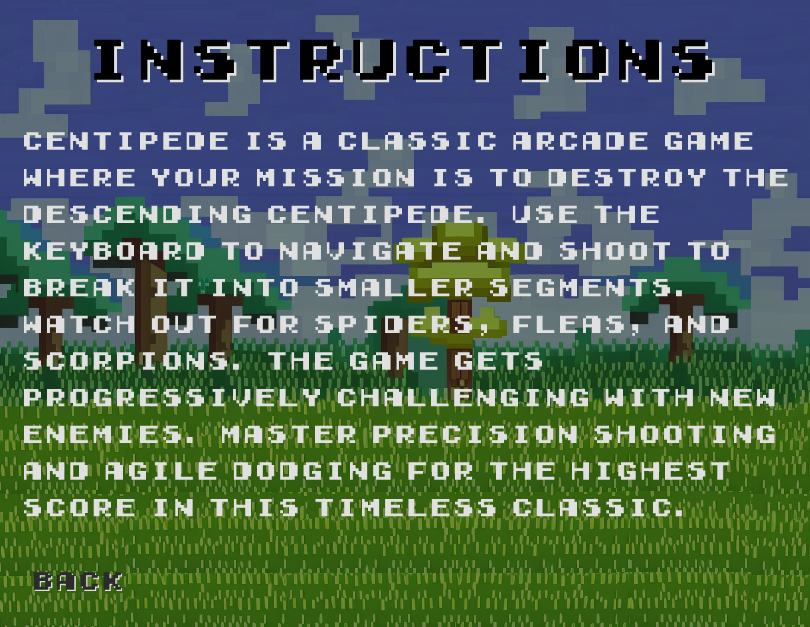 INSTRUCTIONS
CENTIPEDE IS A CLASSIC ARCADE GAME
WHERE YOUR MISSION IS TO DESTROY THE
DESCENDING CENTIPEDE. USE THE
KEYBOARD TO NAVIGATE AND SHOOT TO
BREAK IT INTO SMALLER SEGMENTS.
WATCH OUT FOR SPIDERS, FLEAS, AND
SCORPIONS. THE GAME GETS
PROGRESSIVELY CHALLENGING WITH NEW
ENEMIES. MASTER PRECISION SHOOTING
AND AGILE DODGING FOR THE HIGHEST
SCORE IN THIS TIMELESS CLASSIC.
BACK